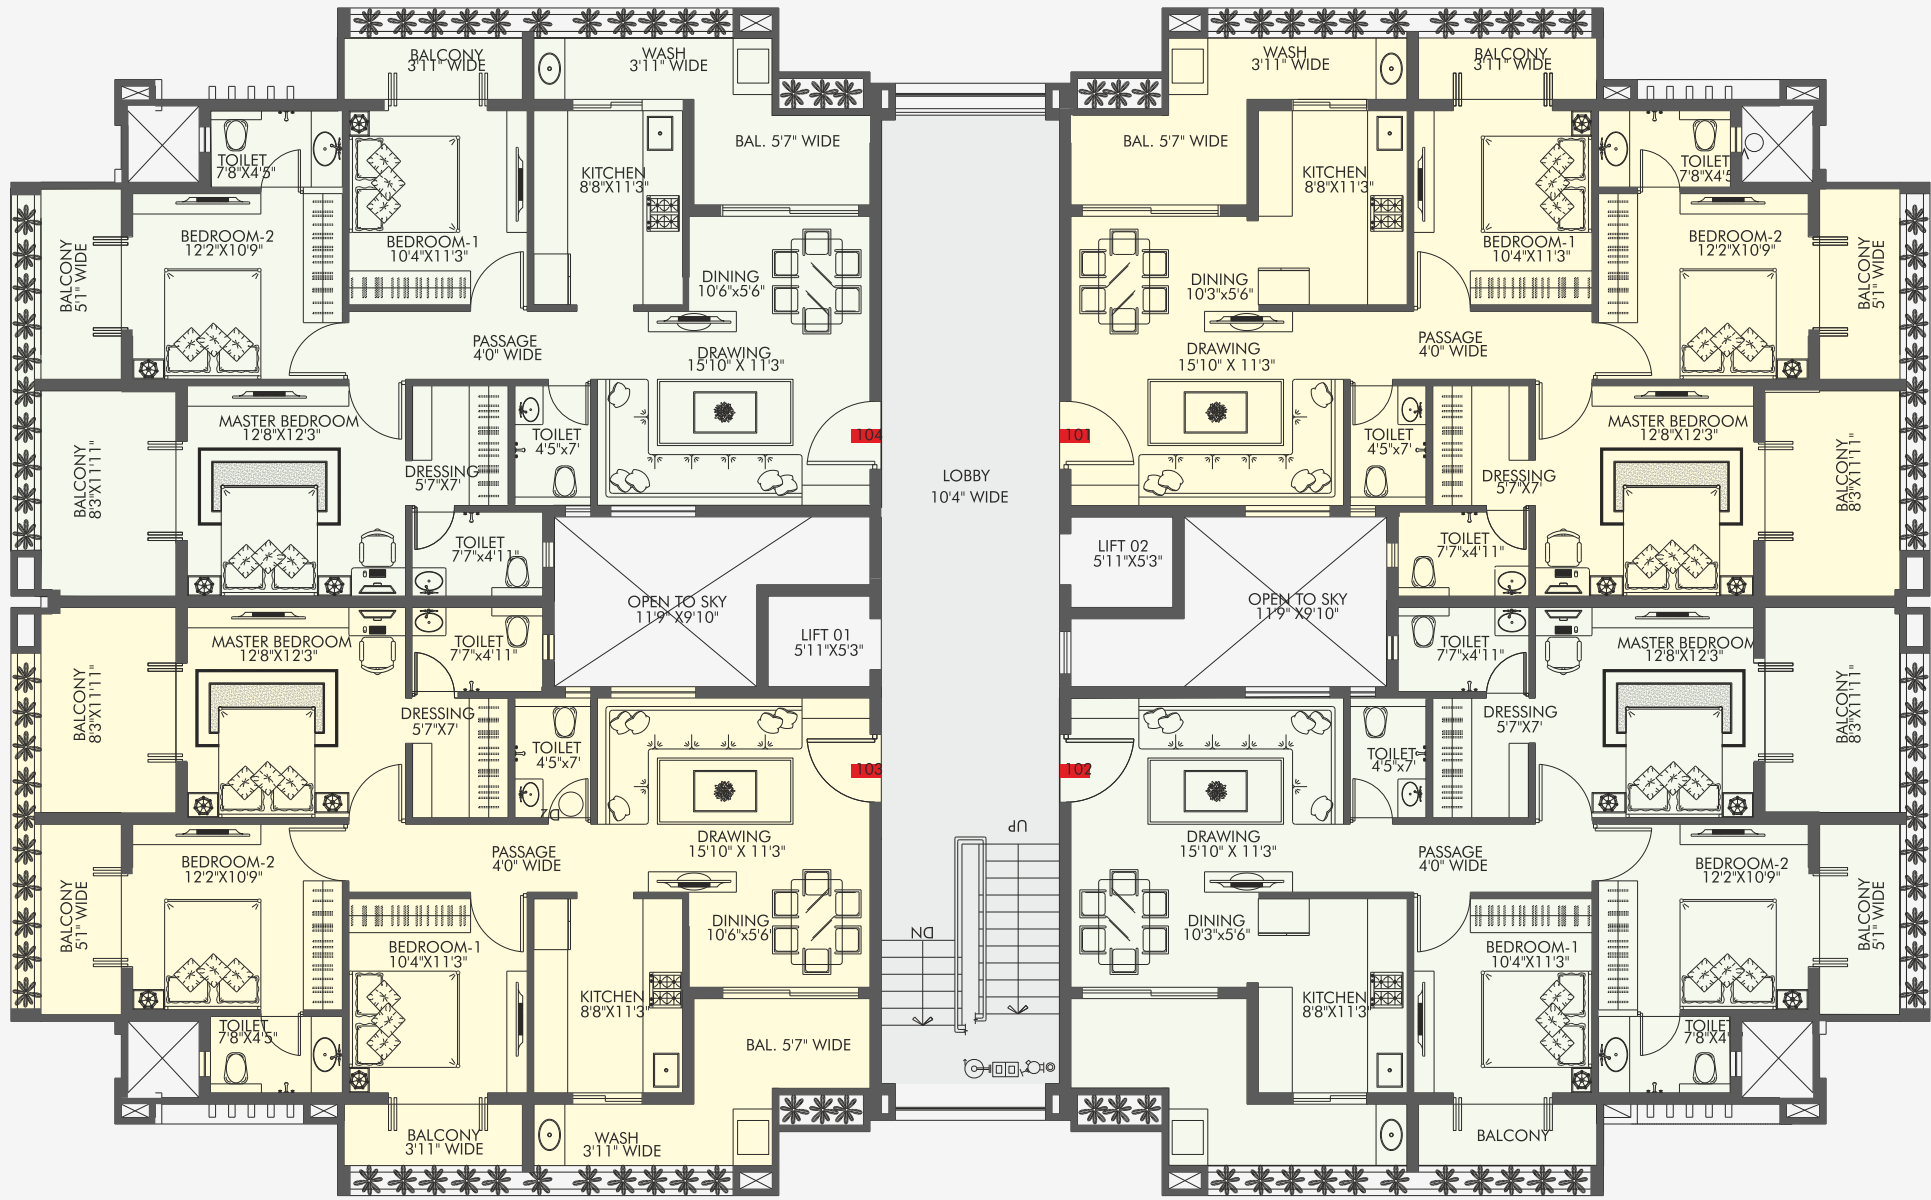 BALCONY
3'11" WIDE
WASH
3'11" WIDE
BAL. 5'7" WIDE
TOILET
7'8"X4'5"
KITCHEN
8'8"X11'3"
BALCONY
5'1" WIDE
BEDROOM-2
12'2"X10'9"
BEDROOM-1
10'4"X11'3"
DINING
10'6"x5'6"
PASSAGE
4'0" WIDE
DRAWING
15'10" X 11'3"
MASTER BEDROOM
12'8"X12'3"
BALCONY
8'3"X11'11"
DRESSING
5'7"X7'
TOILET
4'5"x7'
104
TOILET
7'7"x4'11"
WASH
3'11" WIDE
BALCONY
3'11" WIDE
BAL. 5'7" WIDE
KITCHEN
8'8"X11'3"
TOILET
7'8"X4'5
BEDROOM-1
10'4"X11'3"
BEDROOM-2
12'2"X10'9"
BALCONY
5'1" WIDE
DINING
10'3"x5'6"
DRAWING
15'10" X 11'3"
PASSAGE
4'0" WIDE
101
TOILET
4'5"x7'
DRESSING
5'7"X7'
MASTER BEDROOM
12'8"X12'3"
BALCONY
8'3"X11'11"
TOILET
7'7"x4'11"
LOBBY
10'4" WIDE
LIFT 02
5'11"X5'3"
OPEN TO SKY
11'9" X9'10"
OPEN TO SKY
11'9" X9'10"
LIFT 01
5'11"X5'3"
MASTER BEDROOM
12'8"X12'3"
TOILET
7'7"x4'11"
BALCONY
8'3"X11'11"
DRESSING
5'7"X7'
TOILET
4'5"x7'
103
DZ
DRAWING
15'10" X 11'3"
PASSAGE
4'0" WIDE
BEDROOM-2
12'2"X10'9"
BALCONY
5'1" WIDE
DINING
10'6"x5'6"
BEDROOM-1
10'4"X11'3"
KITCHEN
8'8"X11'3"
TOILET
7'8"X4'5"
BAL. 5'7" WIDE
BALCONY
3'11" WIDE
WASH
3'11" WIDE
UP
DN
TOILET
7'7"x4'11"
MASTER BEDROOM
12'8"X12'3"
BALCONY
8'3"X11'11"
DRESSING
5'7"X7'
TOILET
4'5"x7'
102
DRAWING
15'10" X 11'3"
PASSAGE
4'0" WIDE
BEDROOM-2
12'2"X10'9"
BALCONY
5'1" WIDE
DINING
10'3"x5'6"
BEDROOM-1
10'4"X11'3"
KITCHEN
8'8"X11'3"
TOILET
7'8"X4'
BALCONY